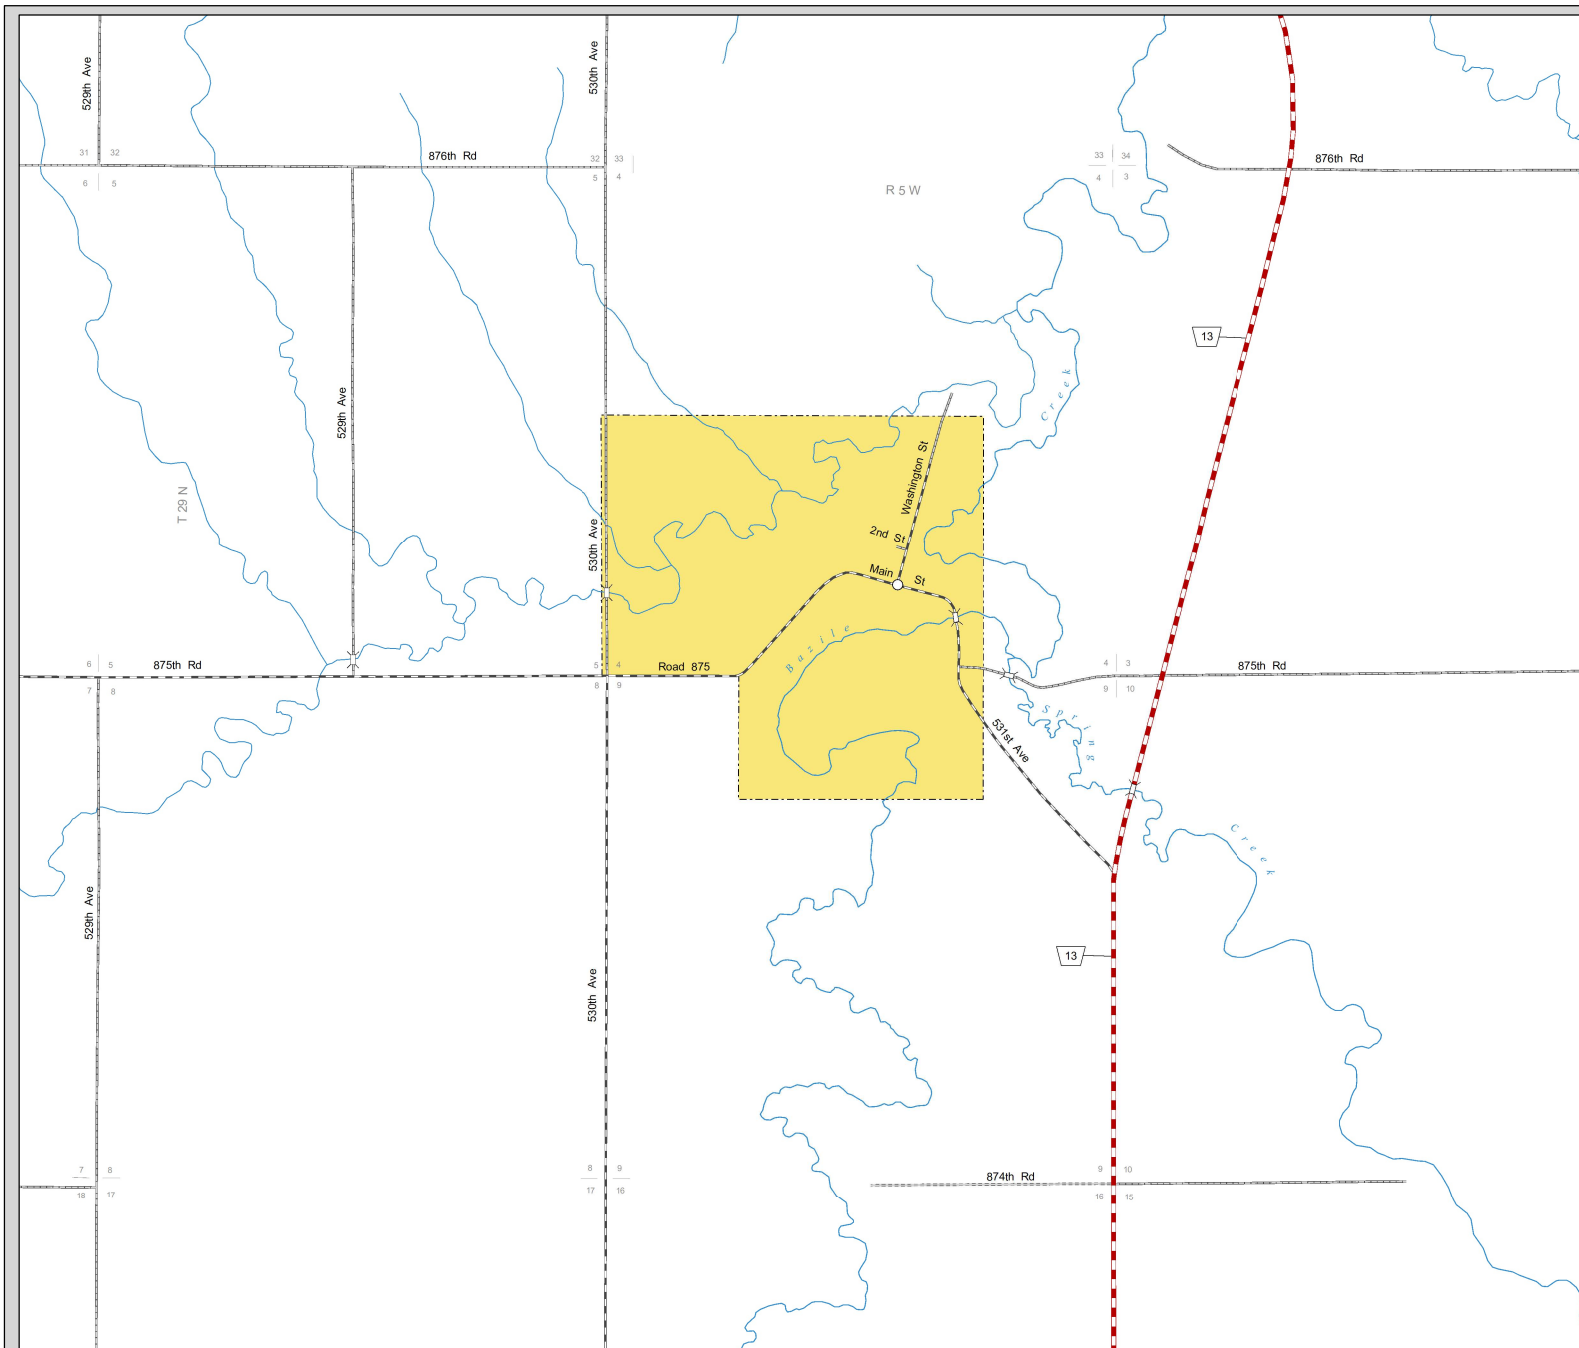 529th Ave
530th Ave
31 32
6 5
876th Rd
32 33
5 4
33 34
4 3
876th Rd
R 5 W
13
529th Ave
Creek
T 29 N
Washington St
530th Ave
2nd St
Main St
Bazile
6 5
7 8
875th Rd
5 4
8 9
Road 875
4 3
9 10
875th Rd
Spring
531st Ave
Creek
529th Ave
13
530th Ave
7 8
18 17
8 9
17 16
874th Rd
9 10
16 15